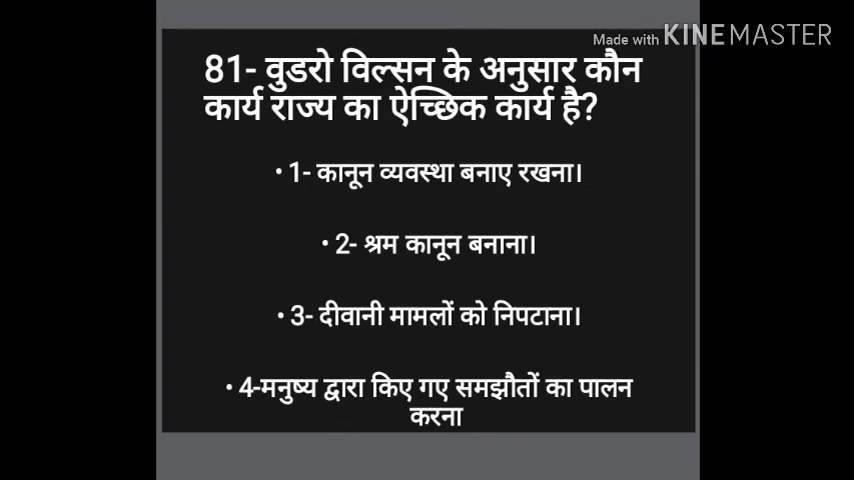 Made with KINEMASTER
81- वुडरो विल्सन के अनुसार कौन
कार्य राज्य का ऐच्छिक कार्य है?
• 1- कानून व्यवस्था बनाए रखना।
• 2- श्रम कानून बनाना।
• 3- दीवानी मामलों को निपटाना।
• 4-मनुष्य द्वारा किए गए समझौतों का पालन
करना